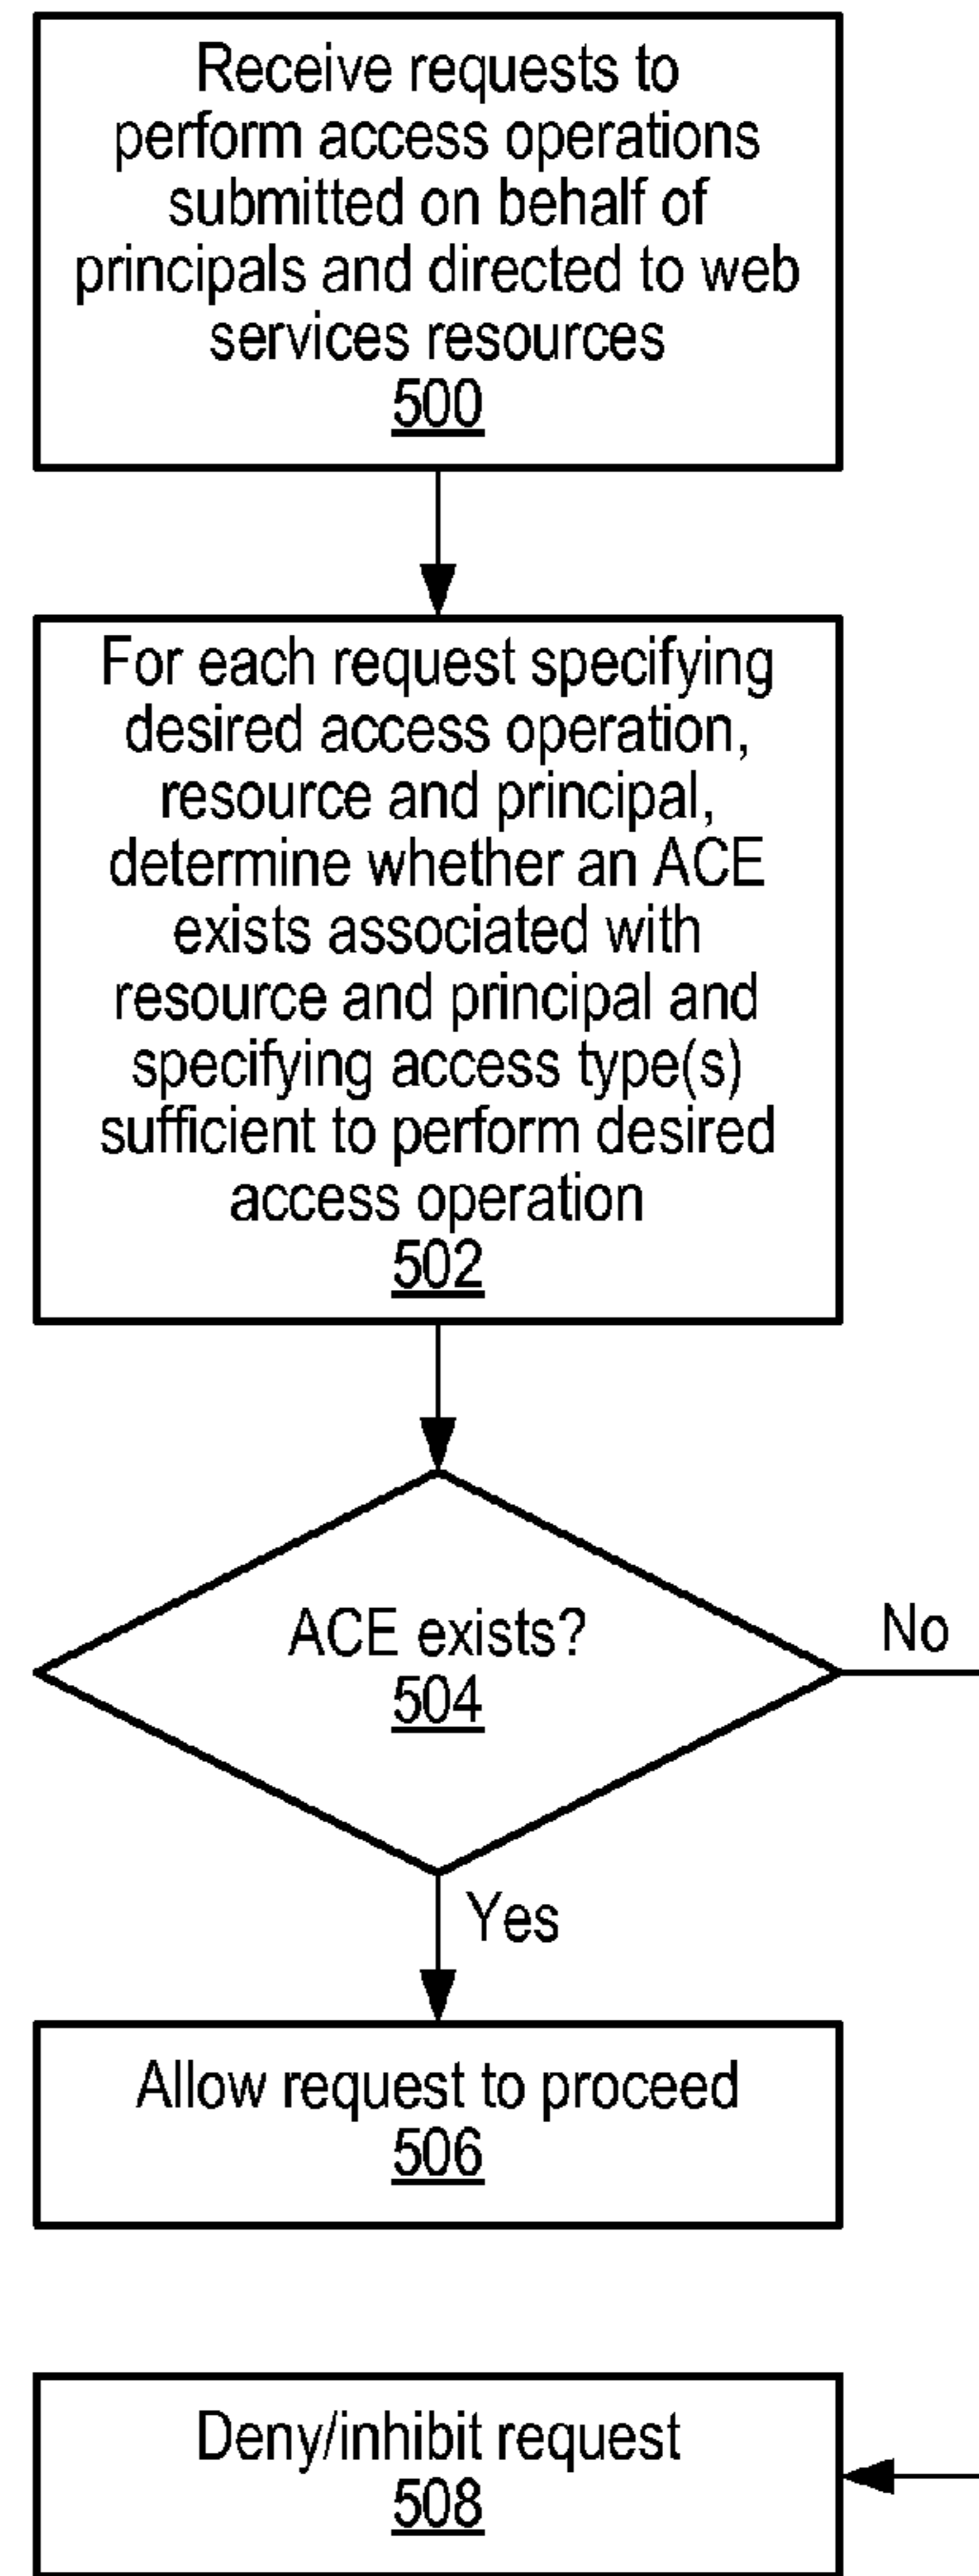 Receive requests to
perform access operations
submitted on behalf of
principals and directed to web
services resources
500
For each request specifying
desired access operation,
resource and principal,
determine whether an ACE
exists associated with
resource and principal and
specifying access type(s)
sufficient to perform desired
access operation
502
ACE exists?
504
No
Yes
Allow request to proceed
506
Deny/inhibit request
508